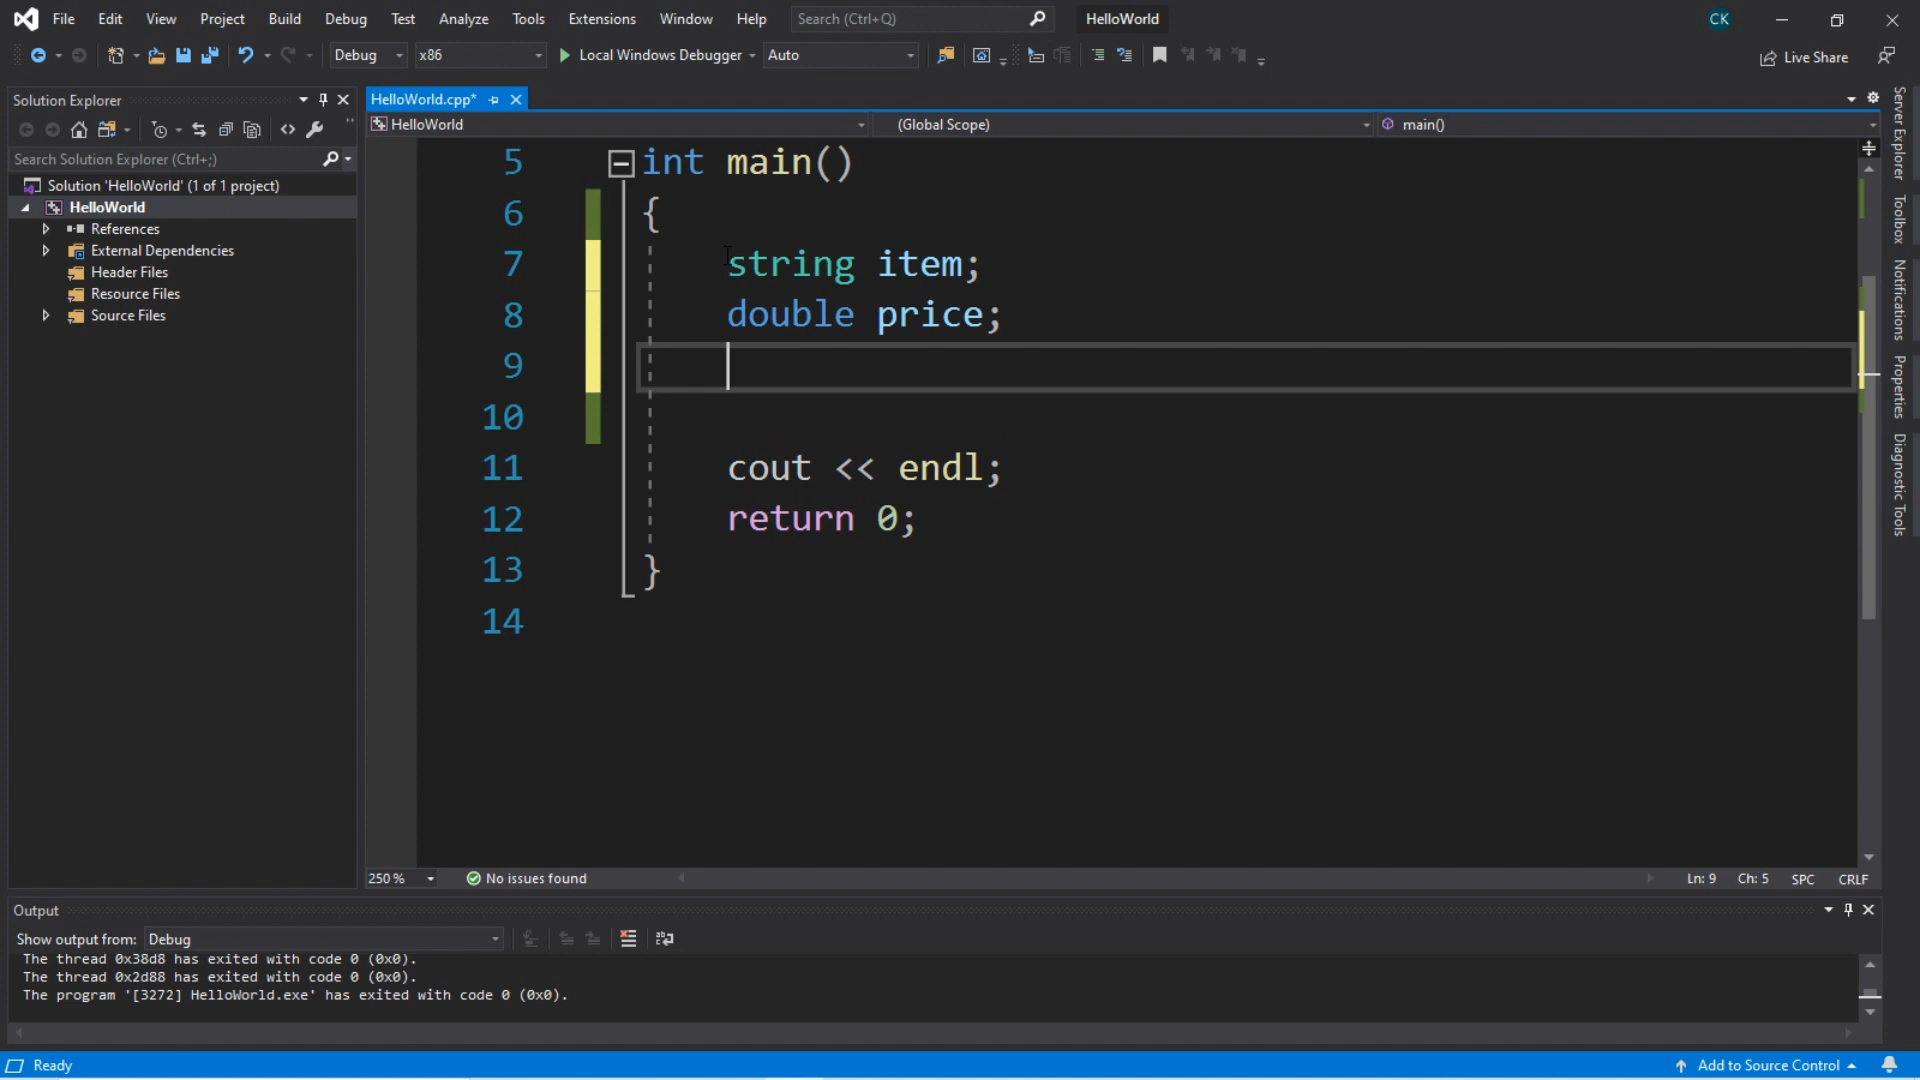 File Edit View Project Build Debug Test Analyze Tools Extensions Window Help Search (Ctrl+Q) HelloWorld CK
Debug x86 Local Windows Debugger Auto Live Share
Solution Explorer
Search Solution Explorer (Ctrl+;)
Solution 'HelloWorld' (1 of 1 project)
HelloWorld
References
External Dependencies
Header Files
Resource Files
Source Files
HelloWorld.cpp*
HelloWorld (Global Scope) main()
5 int main()
6 {
7 string item;
8 double price;
9
10
11 cout << endl;
12 return 0;
13 }
14
250 % No issues found Ln: 9 Ch: 5 SPC CRLF
Server Explorer
Toolbox
Notifications
Properties
Diagnostic Tools
Output
Show output from: Debug
The thread 0x38d8 has exited with code 0 (0x0).
The thread 0x2d88 has exited with code 0 (0x0).
The program '[3272] HelloWorld.exe' has exited with code 0 (0x0).
Ready Add to Source Control